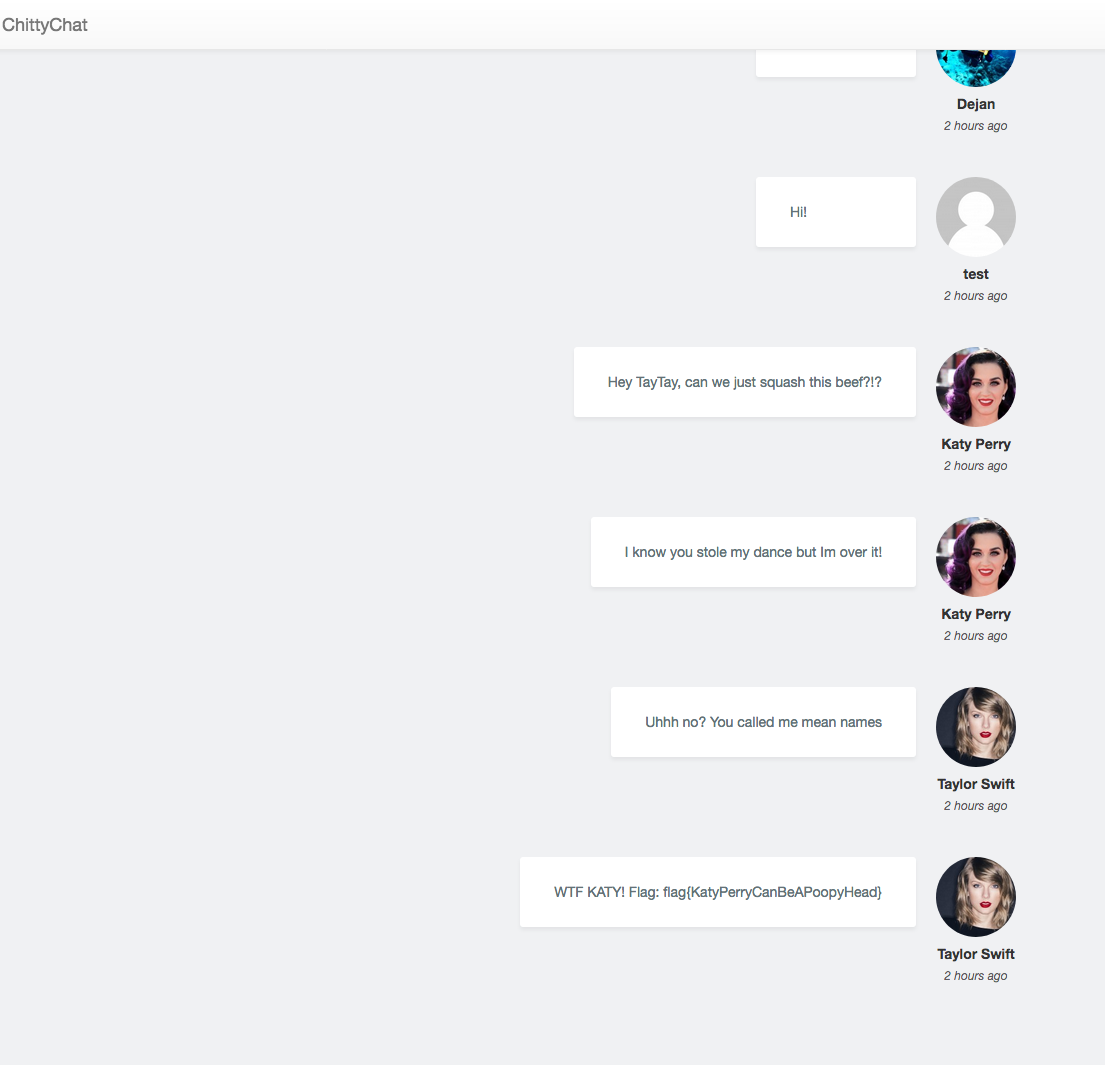 ChittyChat
Dejan
2 hours ago
Hi!
test
2 hours ago
Hey TayTay, can we just squash this beef?!?
Katy Perry
2 hours ago
I know you stole my dance but Im over it!
Katy Perry
2 hours ago
Uhhh no? You called me mean names
Taylor Swift
2 hours ago
WTF KATY! Flag: flag{KatyPerryCanBeAPoopyHead}
Taylor Swift
2 hours ago